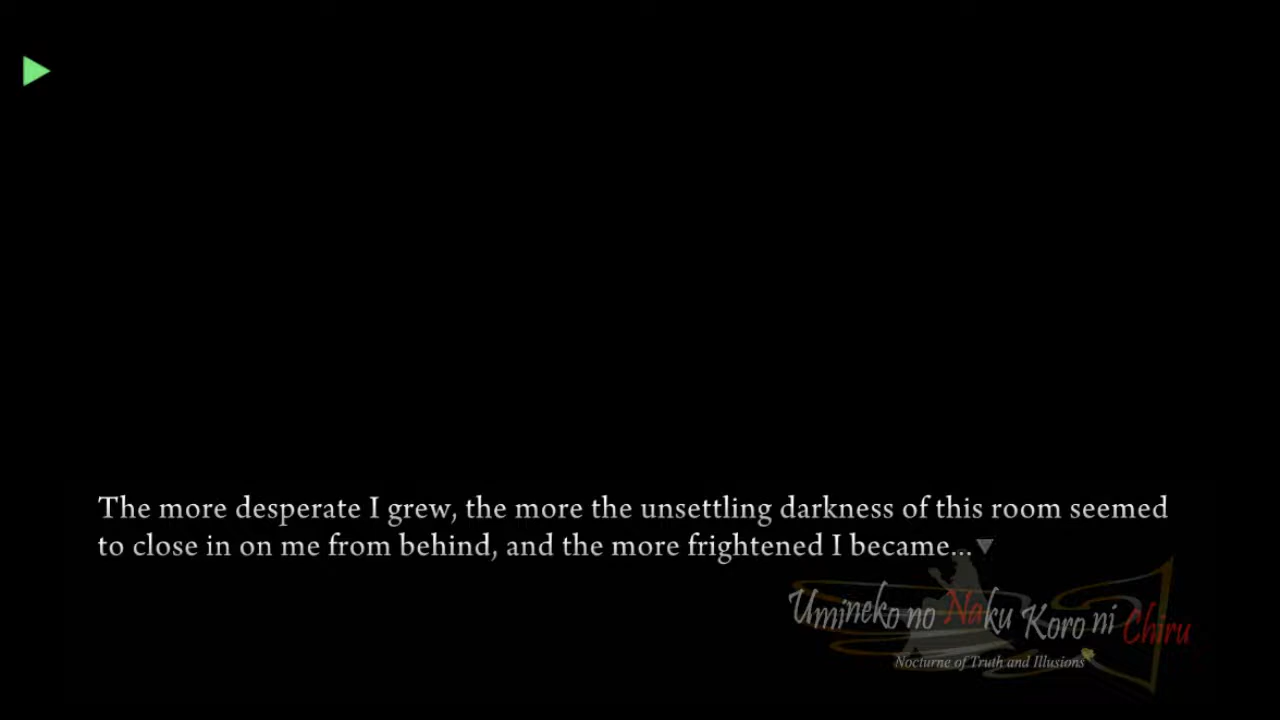 The more desperate I grew, the more the unsettling darkness of this room seemed
to close in on me from behind, and the more frightened I became...
Umineko no Naku Koro ni Chiru
Nocturne of Truth and Illusions